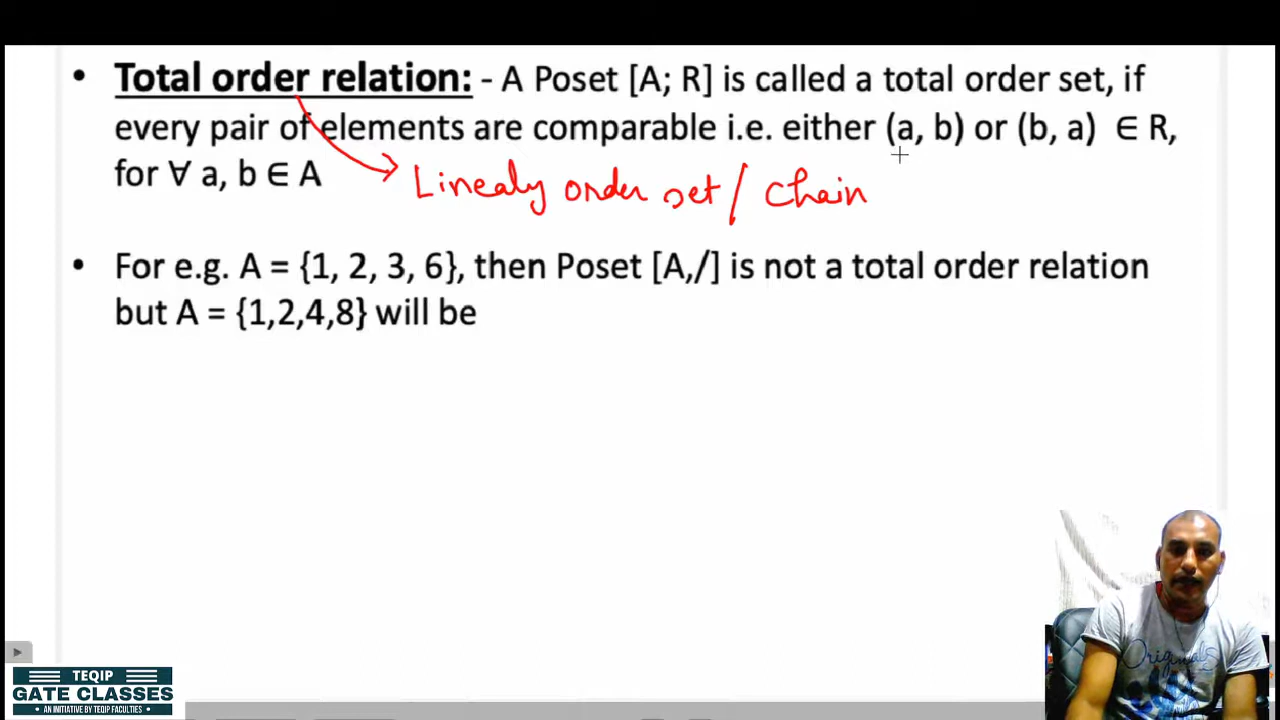 • Total order relation: - A Poset [A; R] is called a total order set, if
every pair of elements are comparable i.e. either (a, b) or (b, a) ∈ R,
for ∀ a, b ∈ A
Linealy order set / chain
• For e.g. A = {1, 2, 3, 6}, then Poset [A,/] is not a total order relation
but A = {1,2,4,8} will be
Originals
TEQIP
GATE CLASSES
AN INITIATIVE BY TEQIP FACULTIES